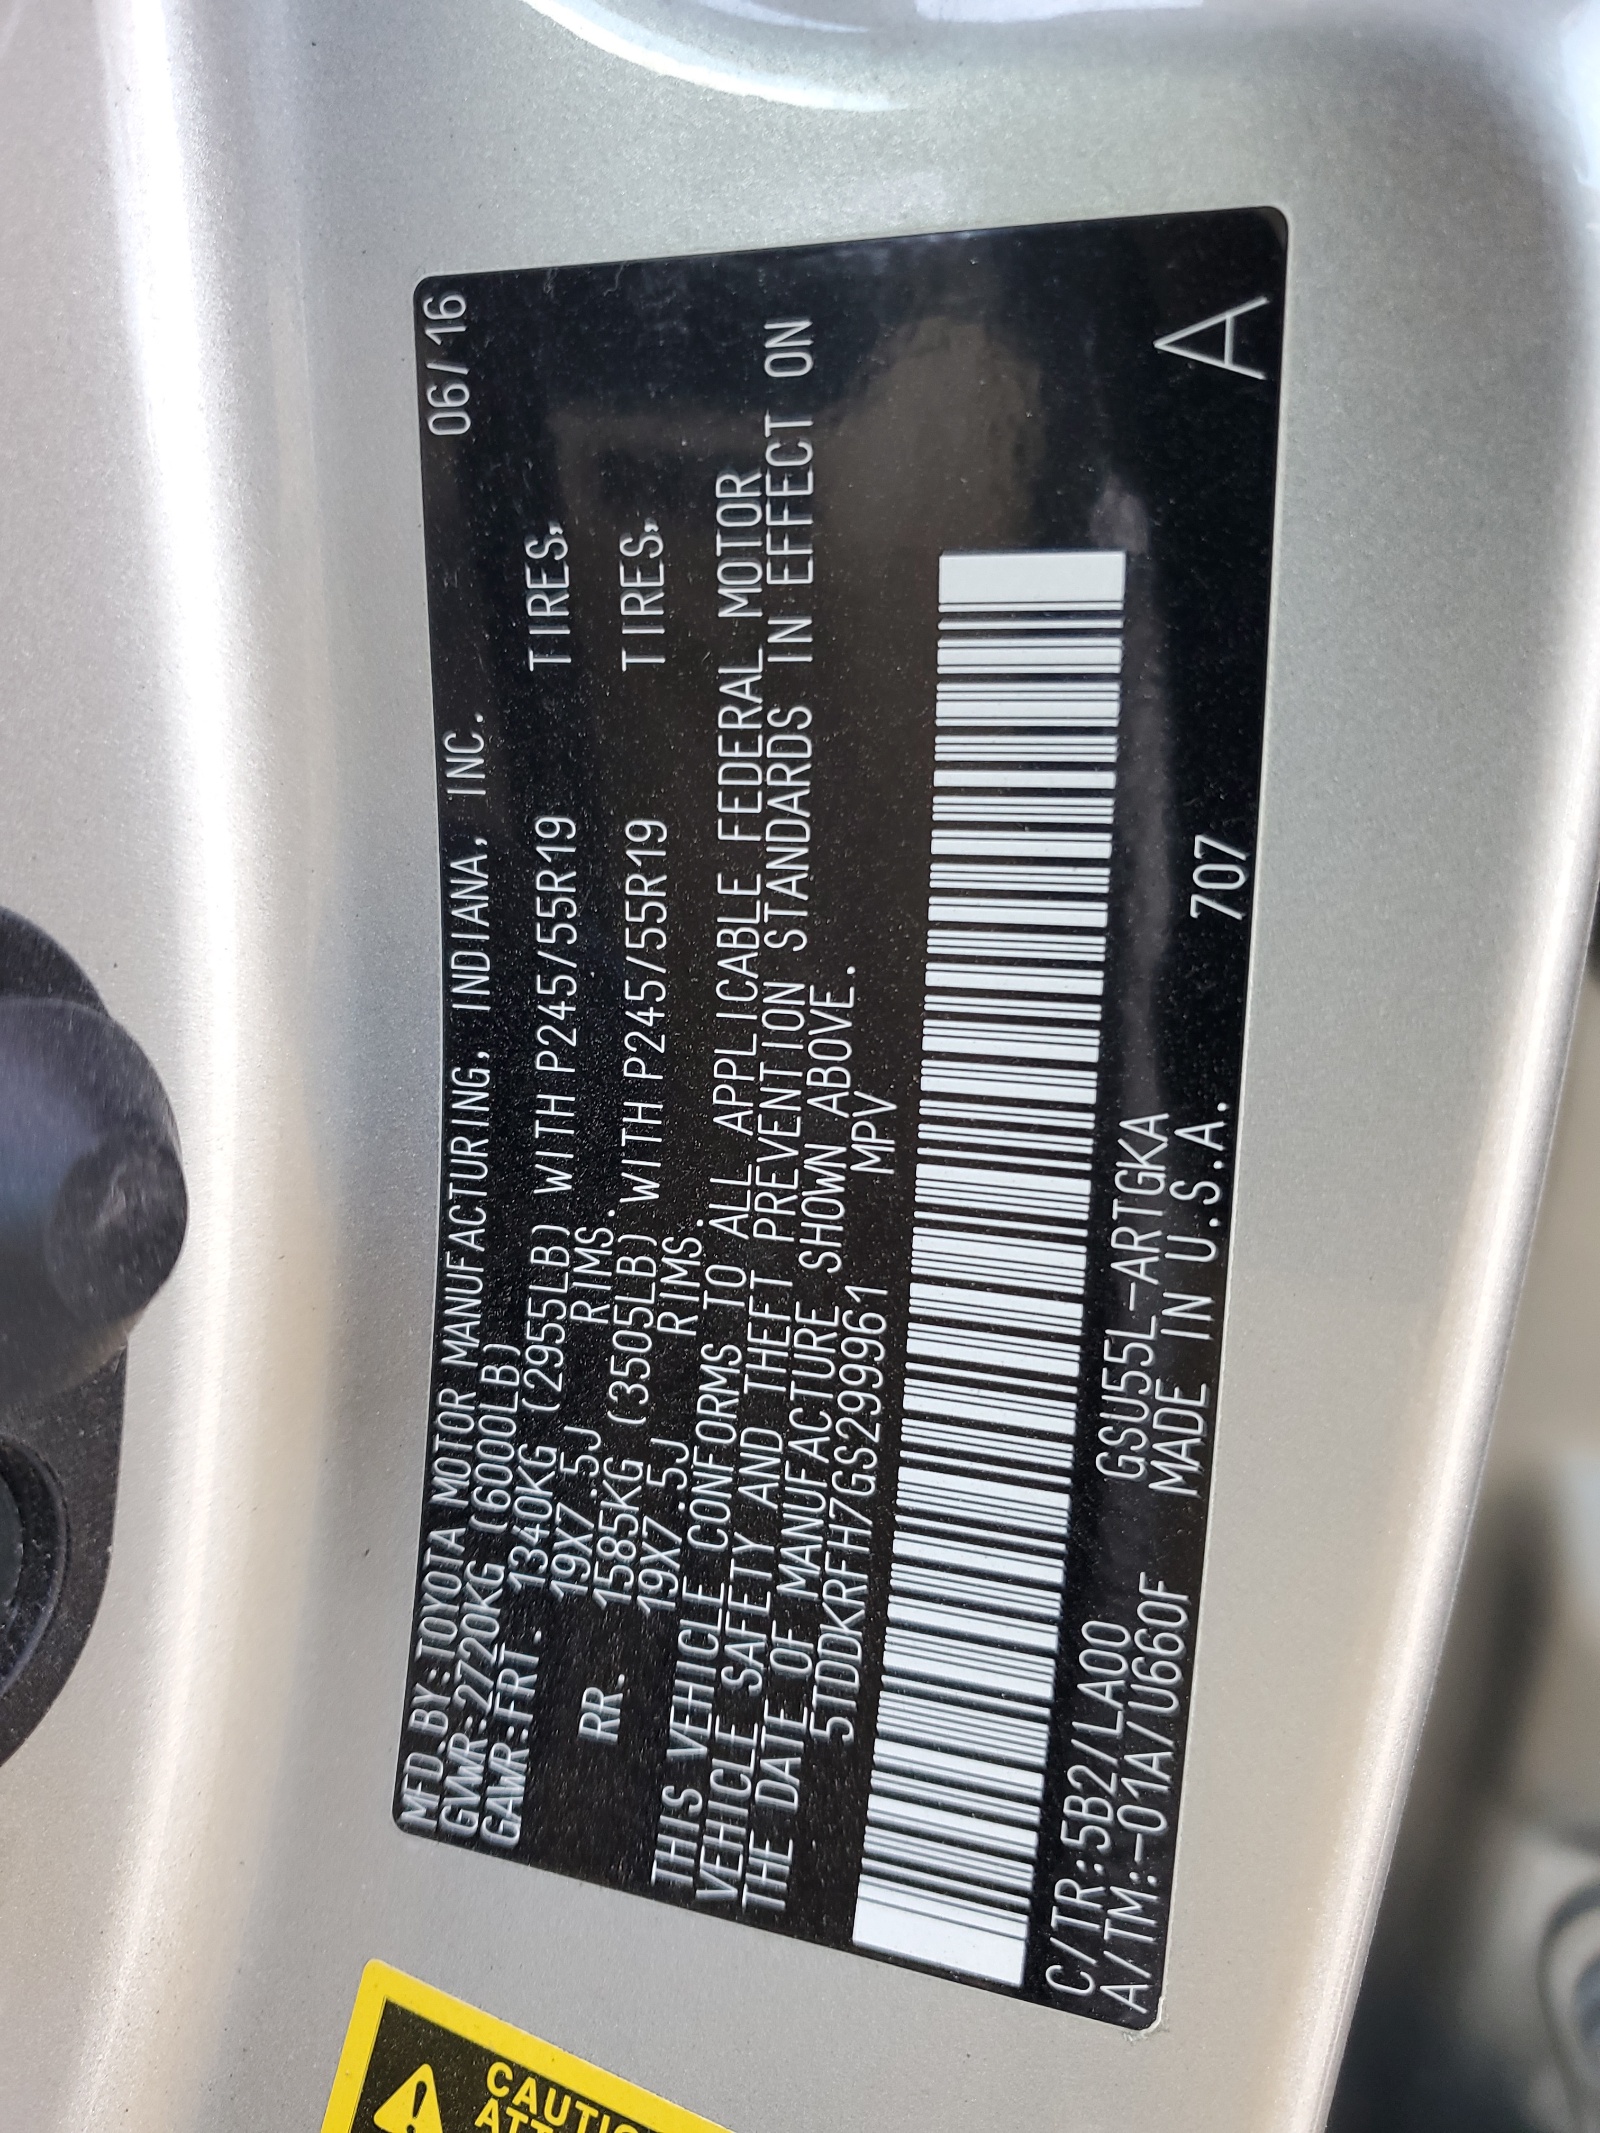 MFD.BY:TOYOTA MOTOR MANUFACTURING, INDIANA, INC. 06/16
GVWR:2720KG (6000LB)
GAWR:FRT. 1340KG (2955LB) WITH P245/55R19 TIRES,
19X7.5J RIMS.
RR. 1585KG (3505LB) WITH P245/55R19 TIRES,
19X7.5J RIMS.
THIS VEHICLE CONFORMS TO ALL APPLICABLE FEDERAL MOTOR
VEHICLE SAFETY AND THEFT PREVENTION STANDARDS IN EFFECT ON
THE DATE OF MANUFACTURE SHOWN ABOVE.
5TDDKRFH7GS299961 MPV
C/TR:5B2/LA00 GSU55L-ARTGKA
A/TM:-01A/U660F MADE IN U.S.A. 707 A